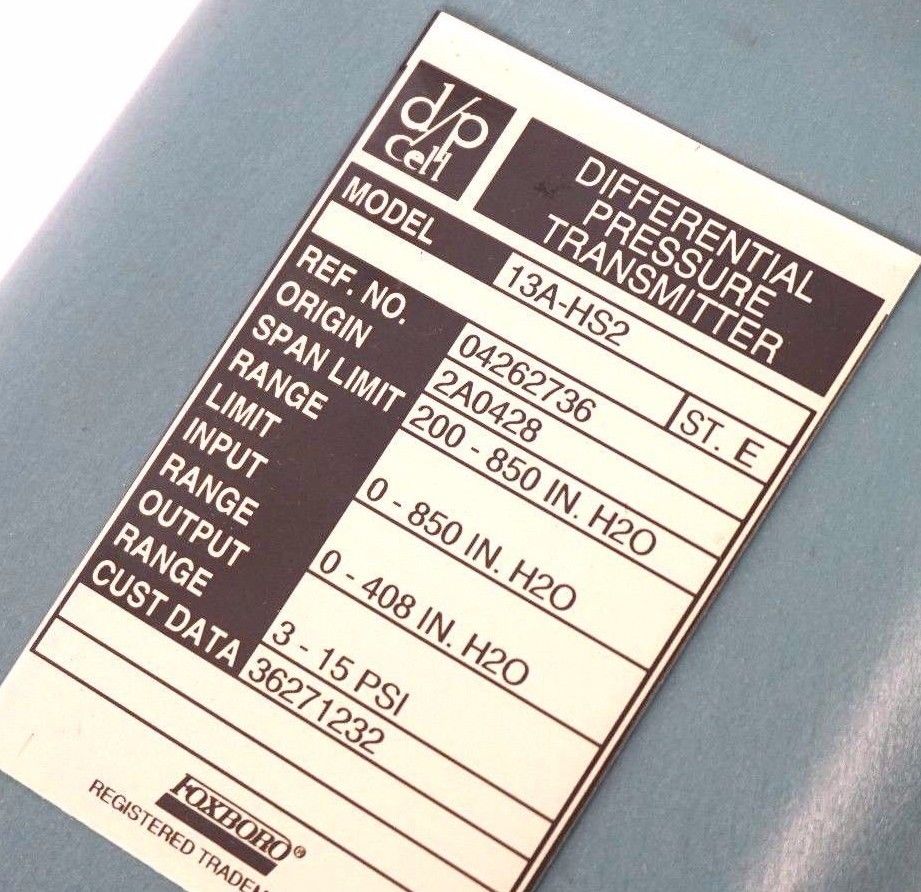 d/p
Cell
DIFFERENTIAL
PRESSURE
TRANSMITTER
MODEL 13A-HS2
ST. E
REF. NO. 04262736
ORIGIN 2A0428
SPAN LIMIT 200 - 850 IN. H2O
RANGE
LIMIT 0 - 850 IN. H2O
INPUT
RANGE 0 - 408 IN. H2O
OUTPUT
RANGE 3 - 15 PSI
CUST DATA 36271232
FOXBORO®
REGISTERED TRADEM